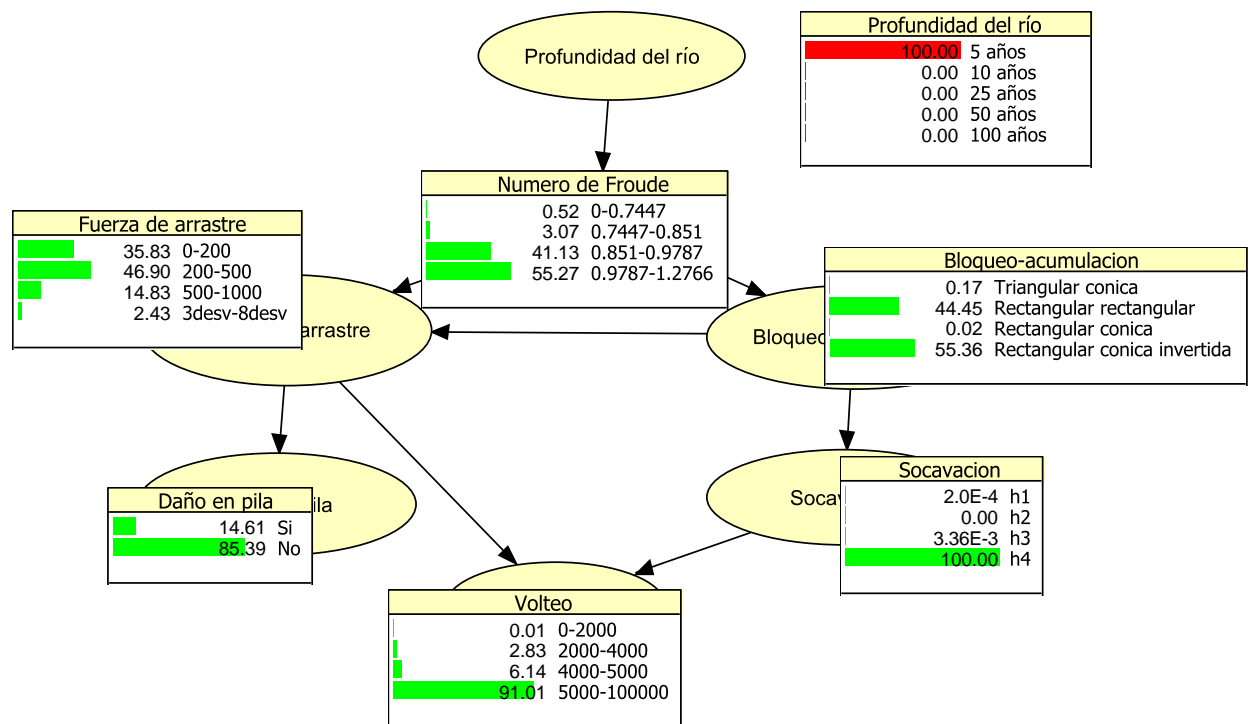 Profundidad del río
Profundidad del río
100.00 5 años
0.00 10 años
0.00 25 años
0.00 50 años
0.00 100 años
Numero de Froude
0.52 0-0.7447
3.07 0.7447-0.851
41.13 0.851-0.9787
55.27 0.9787-1.2766
Fuerza de arrastre
35.83 0-200
46.90 200-500
14.83 500-1000
2.43 3desv-8desv
arrastre
Bloqueo-acumulacion
0.17 Triangular conica
44.45 Rectangular rectangular
0.02 Rectangular conica
55.36 Rectangular conica invertida
Bloqueo
Daño en pila
14.61 Si
85.39 No
ila
Socavacion
2.0E-4 h1
0.00 h2
3.36E-3 h3
100.00 h4
Soca
Volteo
0.01 0-2000
2.83 2000-4000
6.14 4000-5000
91.01 5000-100000